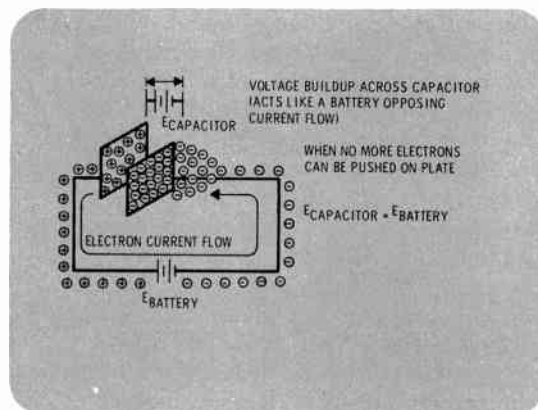 VOLTAGE BUILDUP ACROSS CAPACITOR
(ACTS LIKE A BATTERY OPPOSING
CURRENT FLOW)
ECAPACITOR
WHEN NO MORE ELECTRONS
CAN BE PUSHED ON PLATE
ECAPACITOR = EBATTERY
ELECTRON CURRENT FLOW
EBATTERY